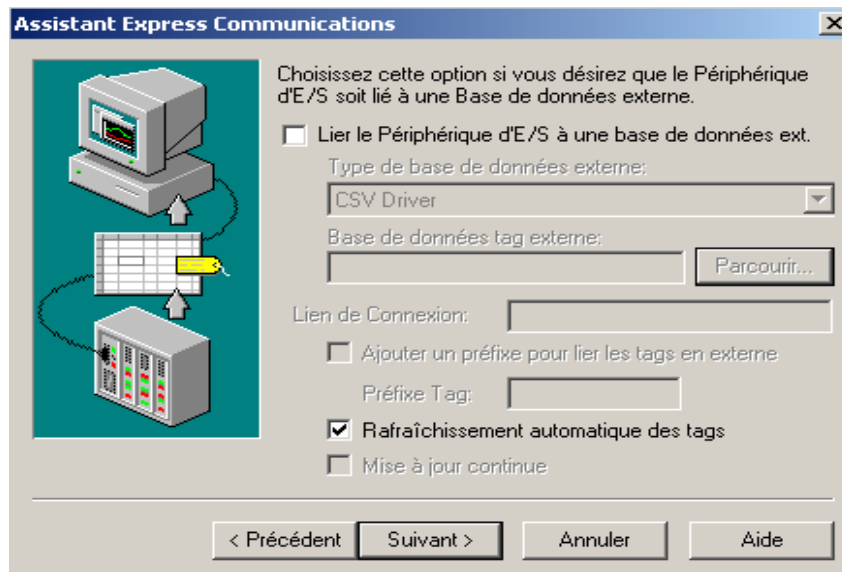 Assistant Express Communications
Choisissez cette option si vous désirez que le Périphérique
d'E/S soit lié à une Base de données externe.
Lier le Périphérique d'E/S à une base de données ext.
Type de base de données externe:
CSV Driver
Base de données tag externe:
Parcourir...
Lien de Connexion:
Ajouter un préfixe pour lier les tags en externe
Préfixe Tag:
Rafraîchissement automatique des tags
Mise à jour continue
< Précédent Suivant > Annuler Aide